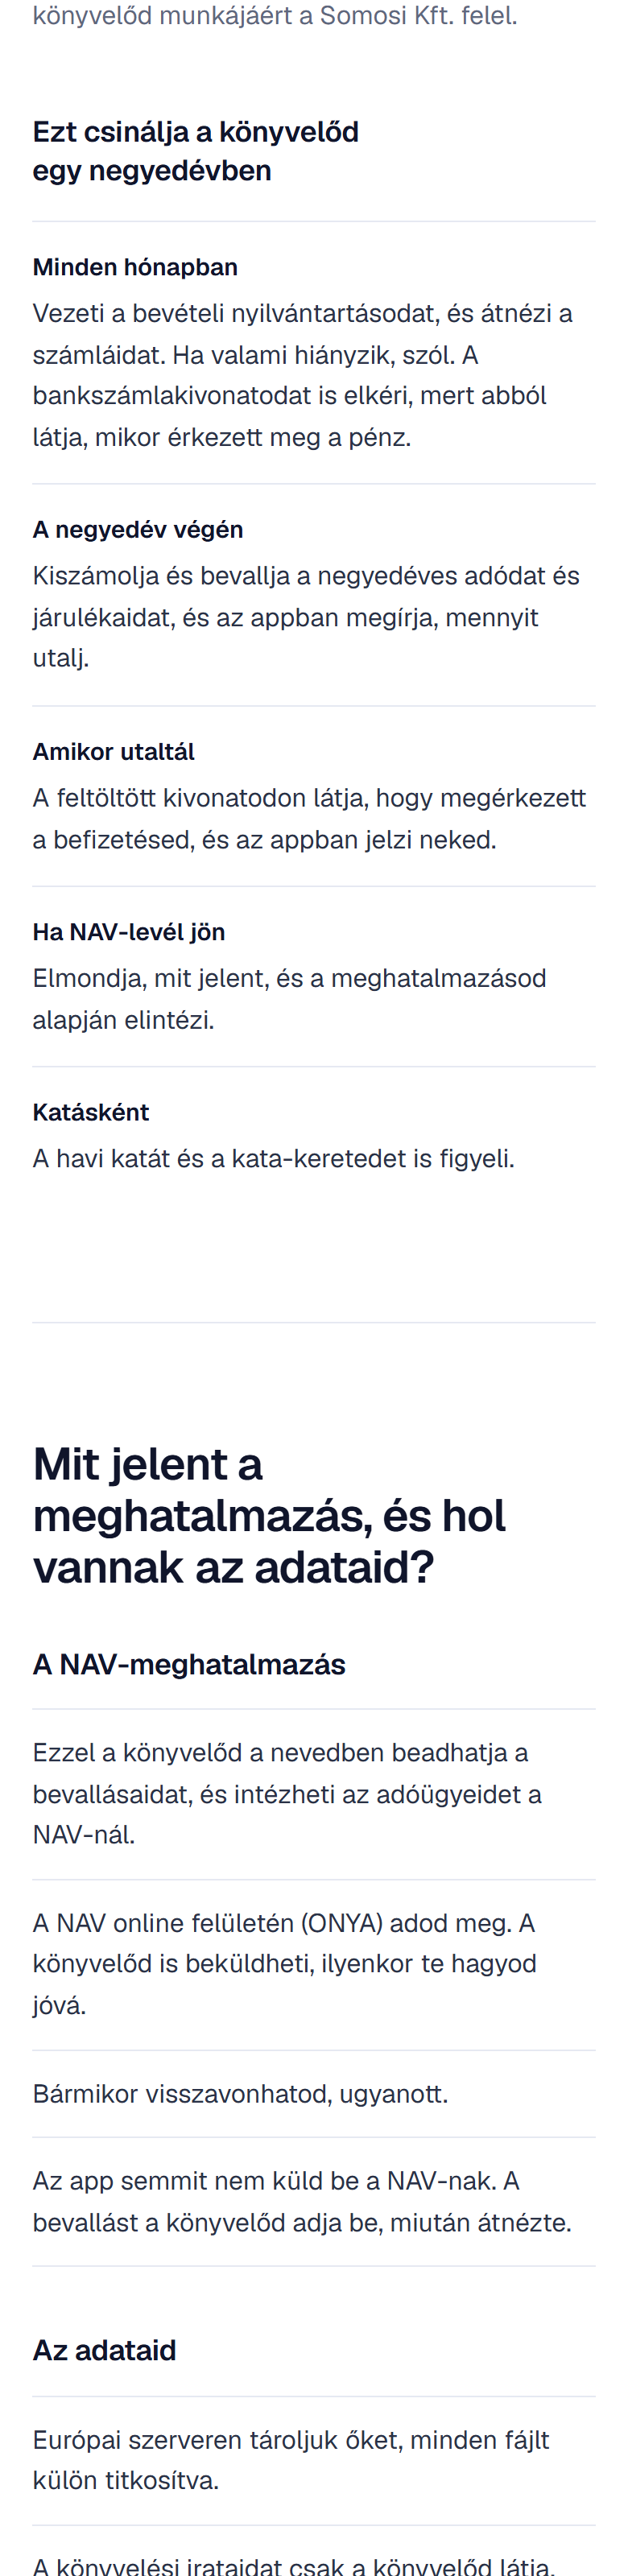 könyvelőd munkájáért a Somosi Kft. felel.
Ezt csinálja a könyvelőd
egy negyedévben
Minden hónapban
Vezeti a bevételi nyilvántartásodat, és átnézi a
számláidat. Ha valami hiányzik, szól. A
bankszámlakivonatodat is elkéri, mert abból
látja, mikor érkezett meg a pénz.
A negyedév végén
Kiszámolja és bevallja a negyedéves adódat és
járulékaidat, és az appban megírja, mennyit
utalj.
Amikor utaltál
A feltöltött kivonatodon látja, hogy megérkezett
a befizetésed, és az appban jelzi neked.
Ha NAV-levél jön
Elmondja, mit jelent, és a meghatalmazásod
alapján elintézi.
Katásként
A havi katát és a kata-keretedet is figyeli.
Mit jelent a
meghatalmazás, és hol
vannak az adataid?
A NAV-meghatalmazás
Ezzel a könyvelőd a nevedben beadhatja a
bevallásaidat, és intézheti az adóügyeidet a
NAV-nál.
A NAV online felületén (ONYA) adod meg. A
könyvelőd is beküldheti, ilyenkor te hagyod
jóvá.
Bármikor visszavonhatod, ugyanott.
Az app semmit nem küld be a NAV-nak. A
bevallást a könyvelőd adja be, miután átnézte.
Az adataid
Európai szerveren tároljuk őket, minden fájlt
külön titkosítva.
A könyvelési irataidat csak a könyvelőd látja.